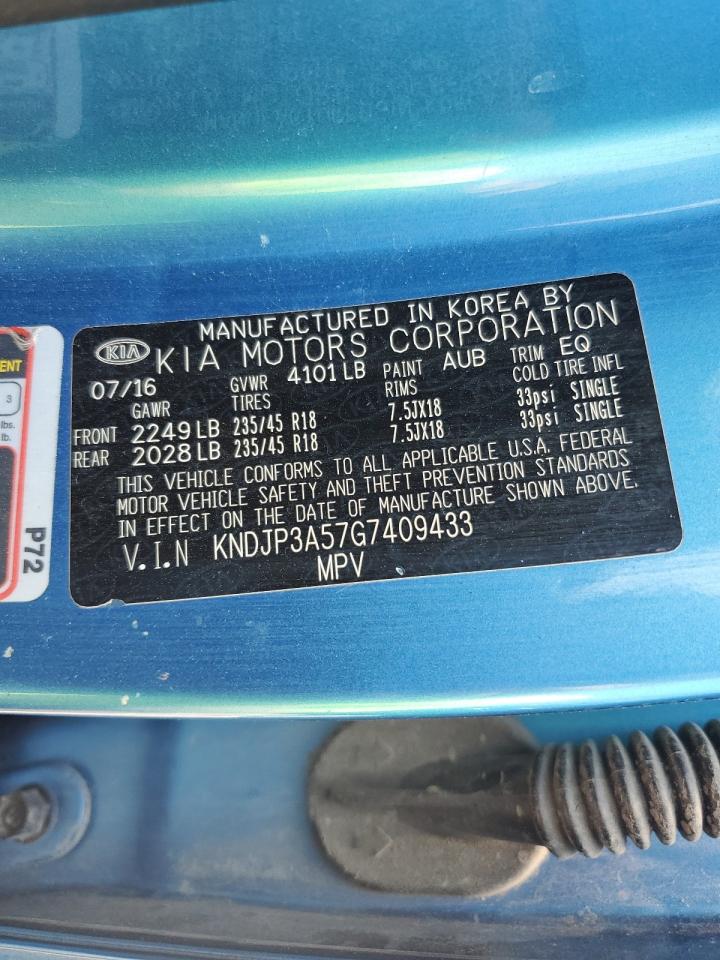 MANUFACTURED IN KOREA BY
KIA KIA MOTORS CORPORATION
07/16 GVWR 4101 LB PAINT AUB TRIM EQ
GAWR TIRES RIMS COLD TIRE INFL
FRONT 2249 LB 235/45 R18 7.5JX18 33psi SINGLE
REAR 2028 LB 235/45 R18 7.5JX18 33psi SINGLE
THIS VEHICLE CONFORMS TO ALL APPLICABLE U.S.A. FEDERAL
MOTOR VEHICLE SAFETY AND THEFT PREVENTION STANDARDS
IN EFFECT ON THE DATE OF MANUFACTURE SHOWN ABOVE.
V.I.N KNDJP3A57G7409433
MPV
3
lbs.
lb.
P72